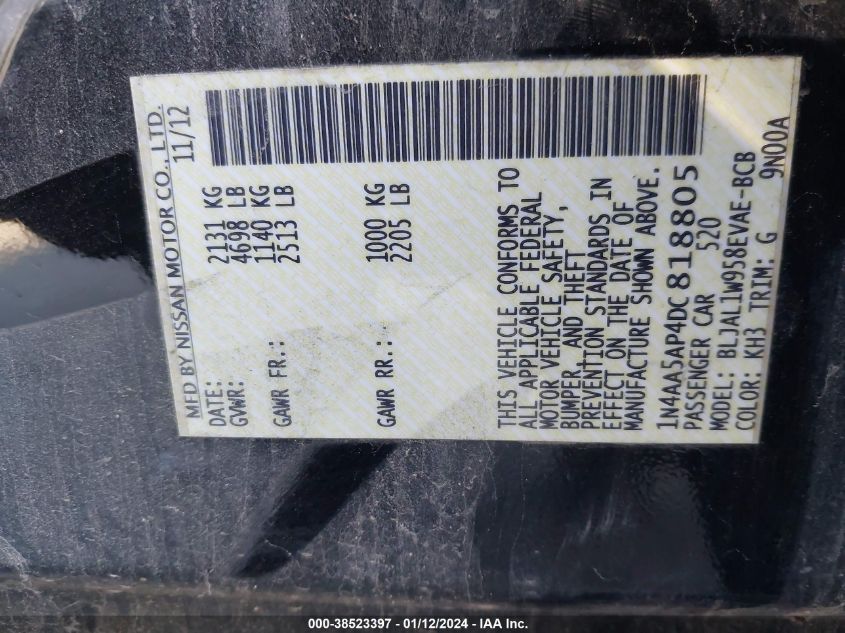 MFD BY NISSAN MOTOR CO., LTD.
DATE: 11/12
GVWR: 2131 KG
4698 LB
GAWR FR.: 1140 KG
2513 LB
GAWR RR.: 1000 KG
2205 LB
THIS VEHICLE CONFORMS TO
ALL APPLICABLE FEDERAL
MOTOR VEHICLE SAFETY,
BUMPER, AND THEFT
PREVENTION STANDARDS IN
EFFECT ON THE DATE OF
MANUFACTURE SHOWN ABOVE.
1N4AA5AP4DC818805
PASSENGER CAR 520
MODEL: BLJAL1W958EVAE-BCB
COLOR: KH3 TRIM: G 9N00A
000-38523397 - 01/12/2024 - IAA Inc.